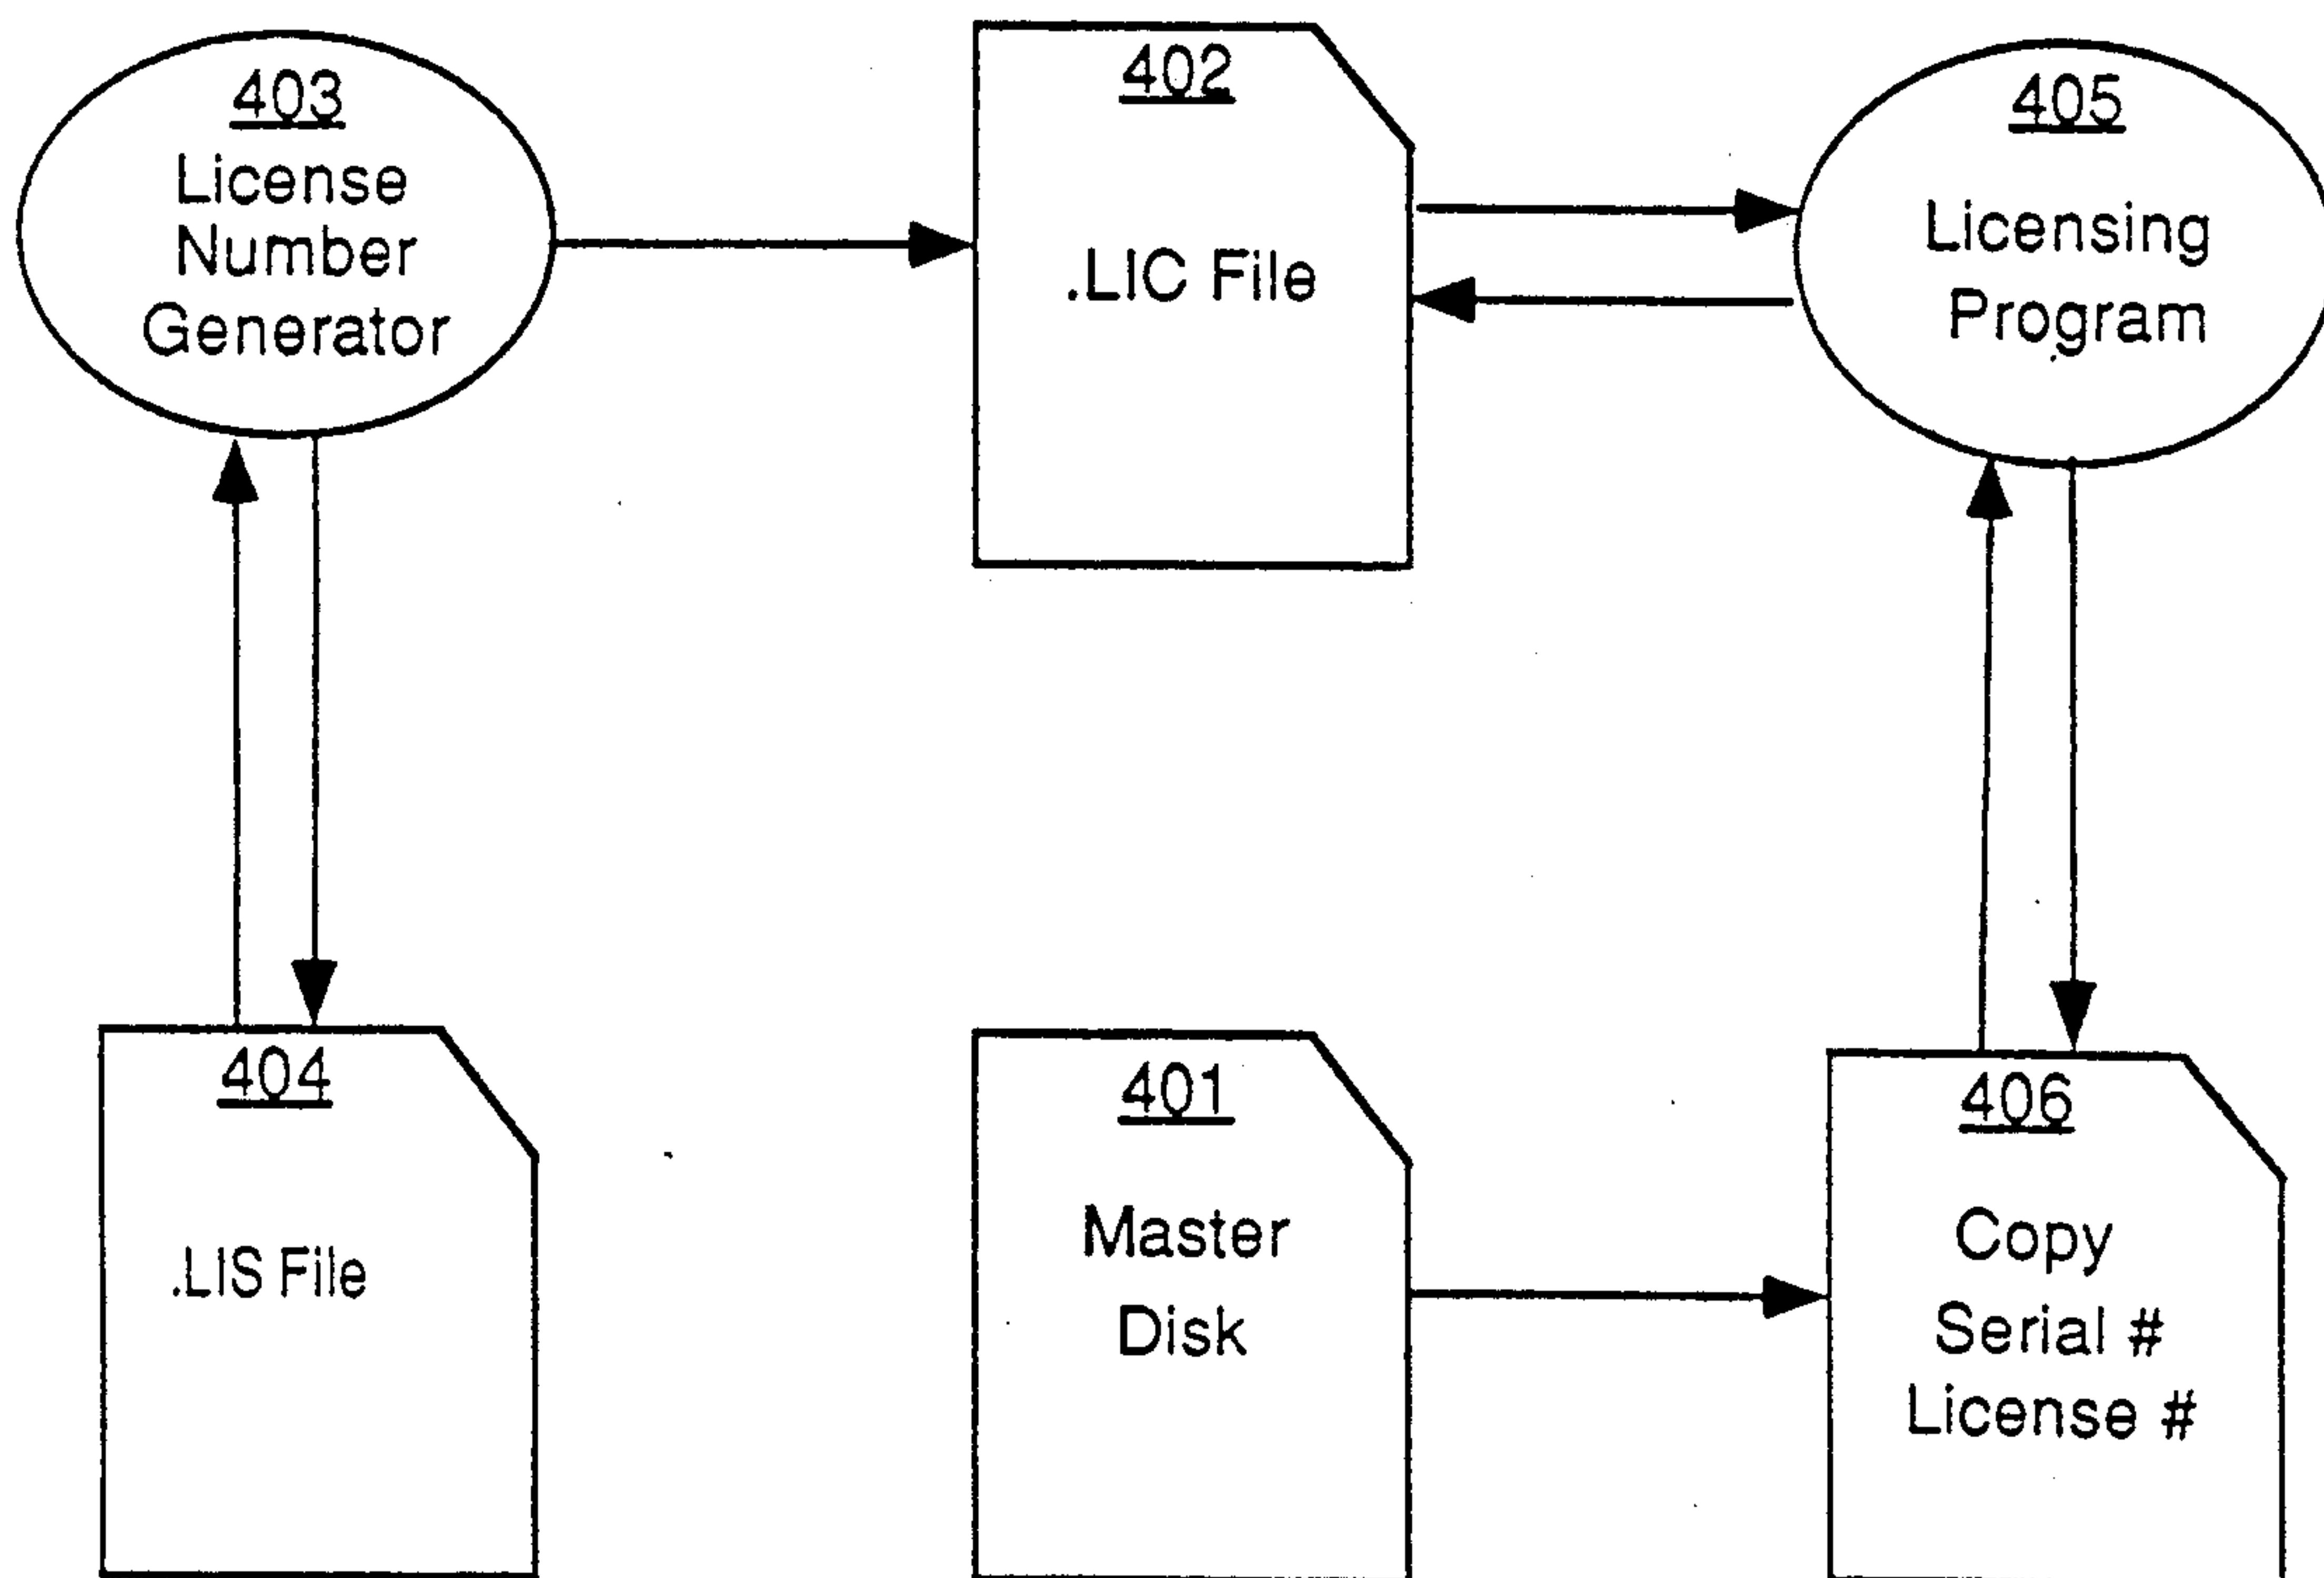 403
License
Number
Generator
402
.LIC File
405
Licensing
Program
404
.LIS File
401
Master
Disk
406
Copy
Serial #
License #